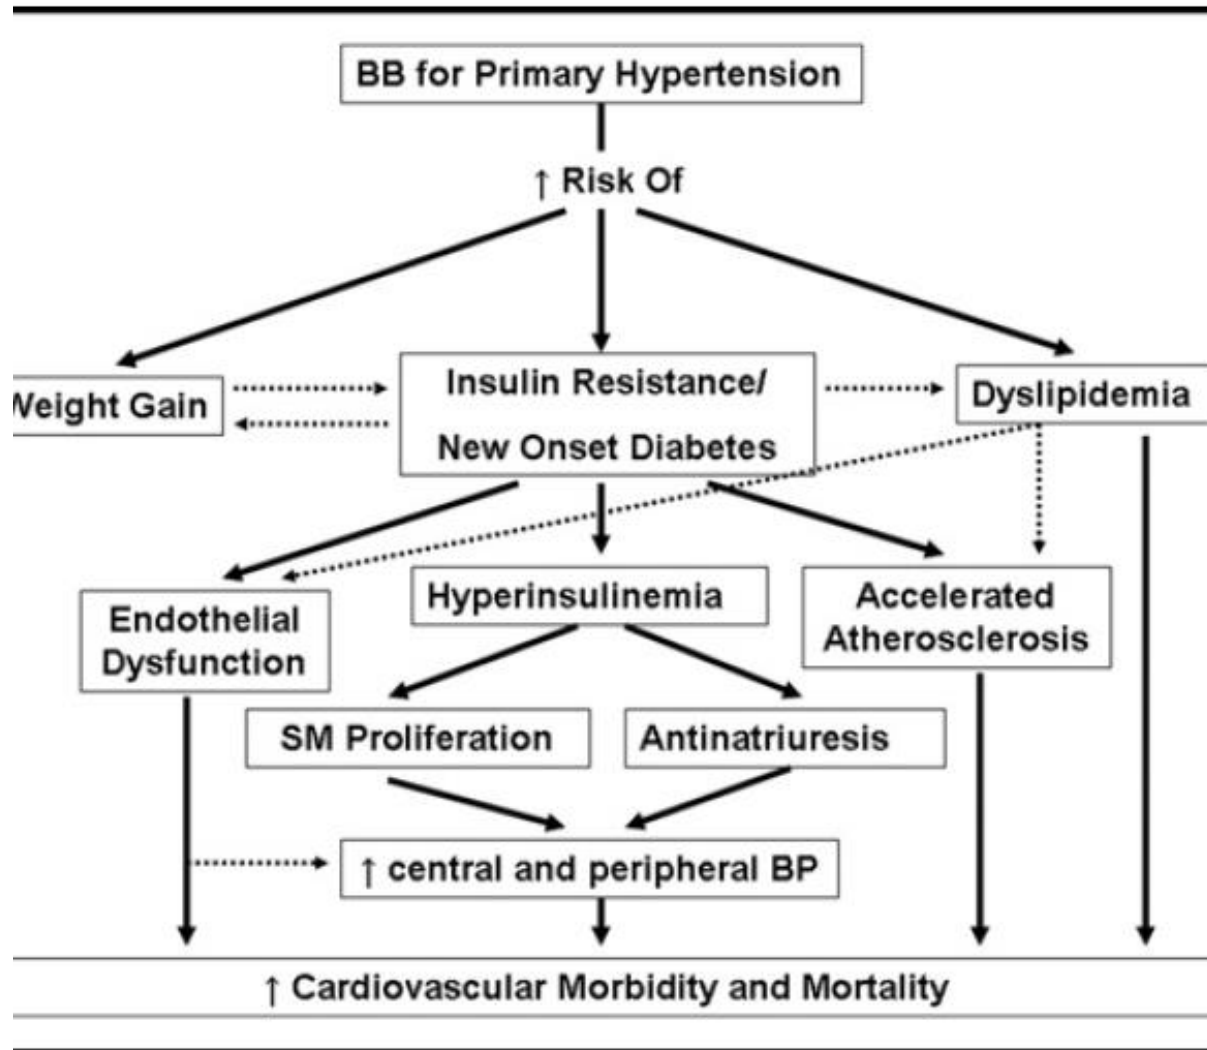 BB for Primary Hypertension
↑ Risk Of
Weight Gain
Insulin Resistance/
New Onset Diabetes
Dyslipidemia
Endothelial
Dysfunction
Hyperinsulinemia
Accelerated
Atherosclerosis
SM Proliferation
Antinatriuresis
↑ central and peripheral BP
↑ Cardiovascular Morbidity and Mortality